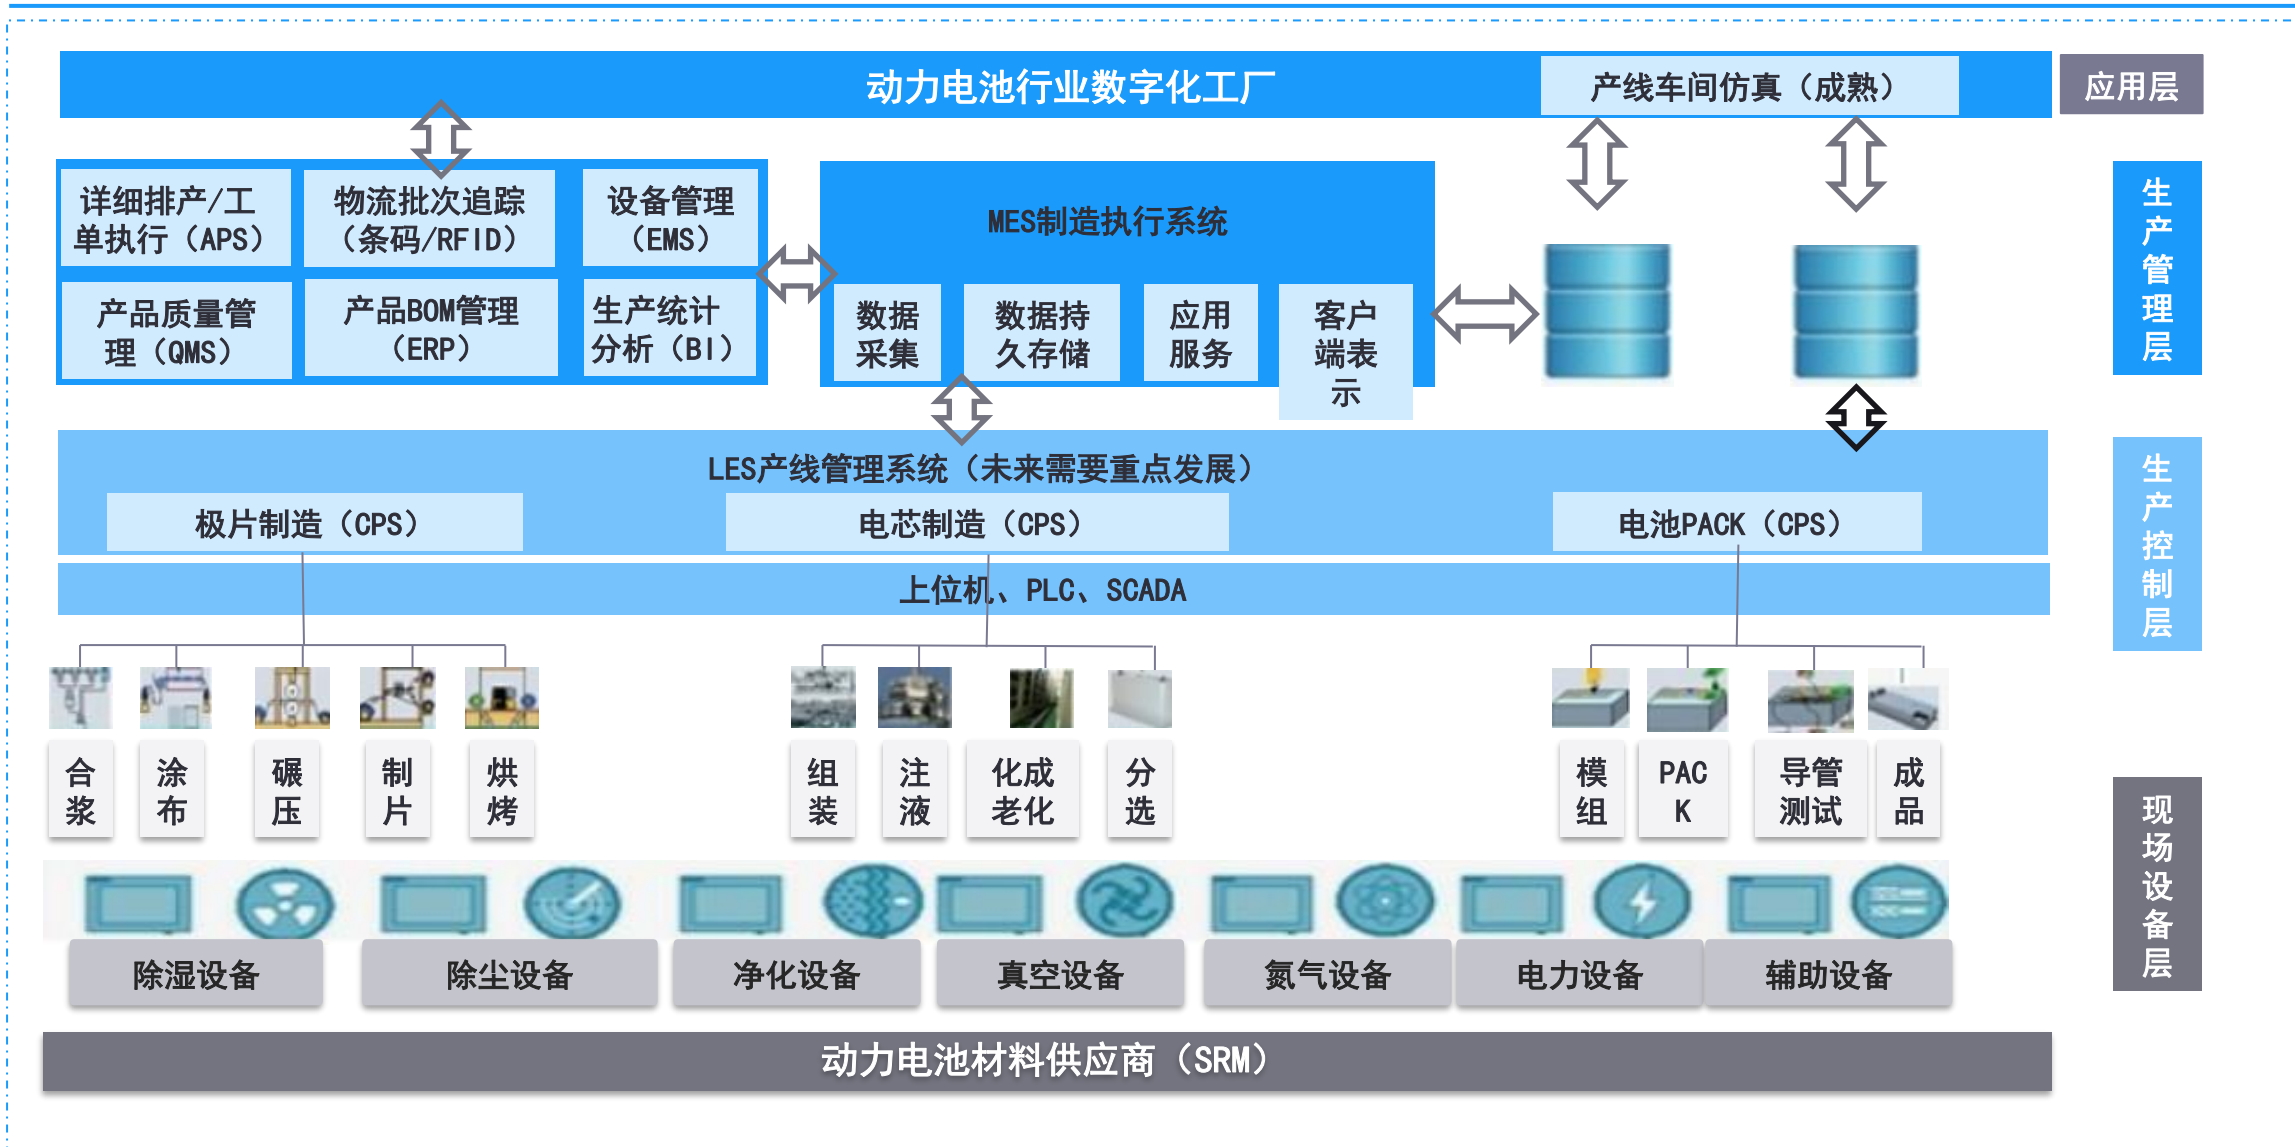 动力电池行业数字化工厂
产线车间仿真（成熟）
应用层
详细排产/工
单执行（APS）
物流批次追踪
（条码/RFID）
设备管理
（EMS）
产品质量管
理（QMS）
产品BOM管理
（ERP）
生产统计
分析（BI）
MES制造执行系统
数据
采集
数据持
久存储
应用
服务
客户
端表
示
生
产
管
理
层
LES产线管理系统（未来需要重点发展）
极片制造（CPS）
电芯制造（CPS）
电池PACK（CPS）
上位机、PLC、SCADA
生
产
控
制
层
合
浆
涂
布
碾
压
制
片
烘
烤
组
装
注
液
化成
老化
分
选
模
组
PAC
K
导管
测试
成
品
除湿设备
除尘设备
净化设备
真空设备
氮气设备
电力设备
辅助设备
现
场
设
备
层
动力电池材料供应商（SRM）